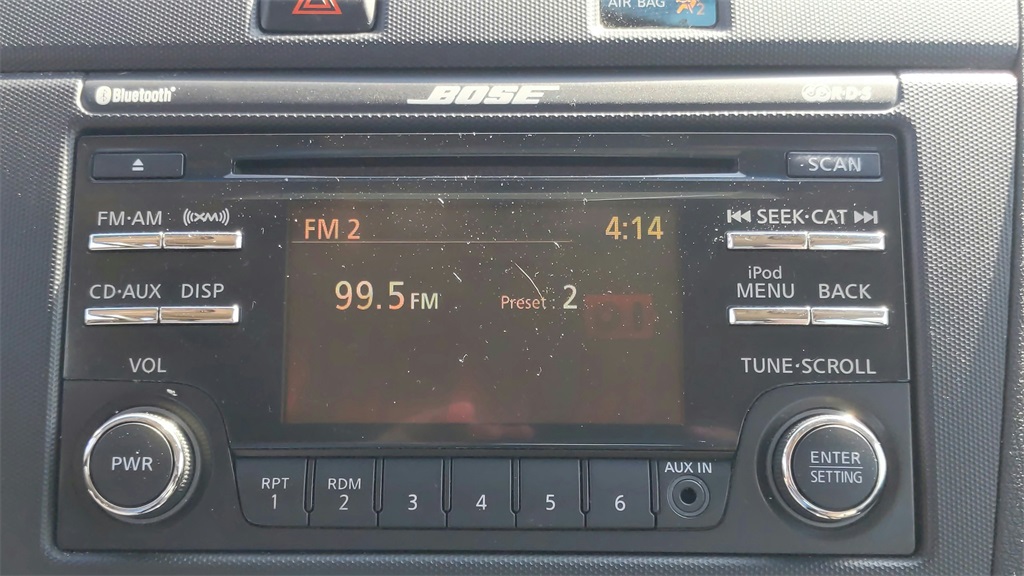 AIR BAG 2
Bluetooth
BOSE
R·D·S
SCAN
FM·AM
((XM))
SEEK·CAT
FM 2
4:14
99.5 FM
Preset : 2
CD·AUX DISP
iPod
MENU BACK
VOL
TUNE·SCROLL
PWR
RPT
1
RDM
2
3
4
5
6
AUX IN
ENTER
SETTING